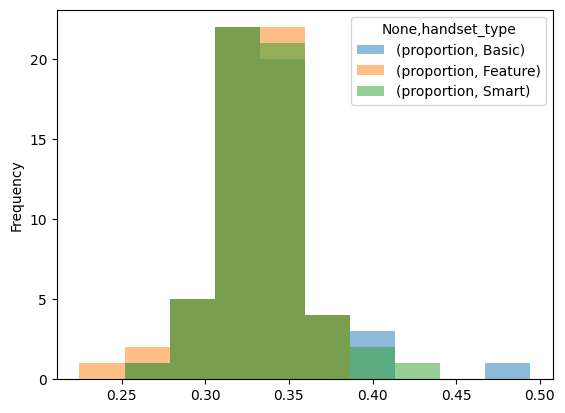 None,handset_type
(proportion, Basic)
(proportion, Feature)
(proportion, Smart)
Frequency
20
15
10
5
0
0.25 0.30 0.35 0.40 0.45 0.50